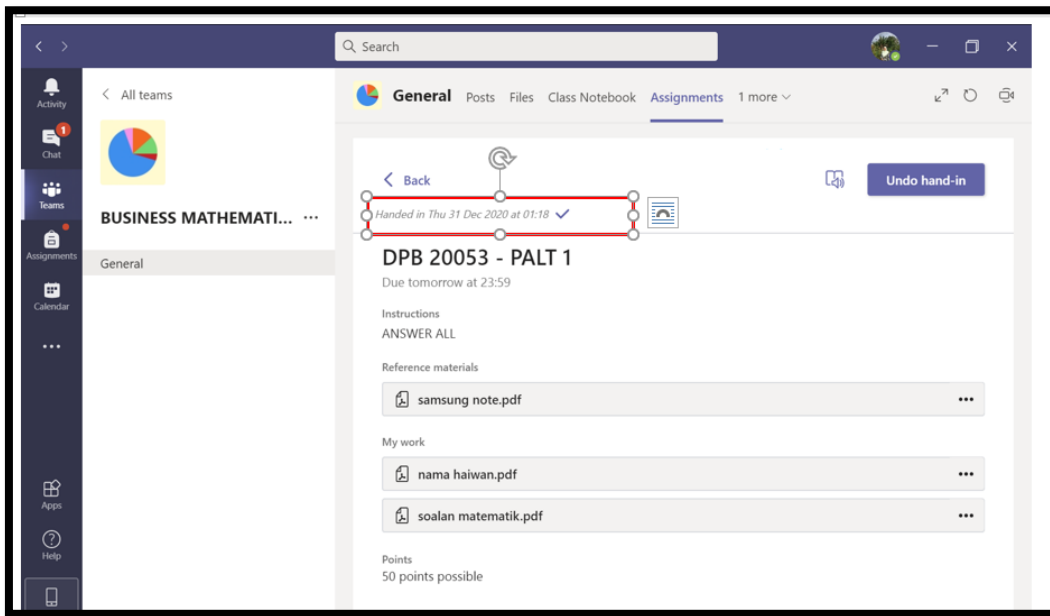 Search
Activity
Chat
1
Teams
Assignments
Calendar
Apps
Help
All teams
BUSINESS MATHEMATI... ...
General
General Posts Files Class Notebook Assignments 1 more
Back
Undo hand-in
Handed in Thu 31 Dec 2020 at 01:18
DPB 20053 - PALT 1
Due tomorrow at 23:59
Instructions
ANSWER ALL
Reference materials
samsung note.pdf
My work
nama haiwan.pdf
soalan matematik.pdf
Points
50 points possible